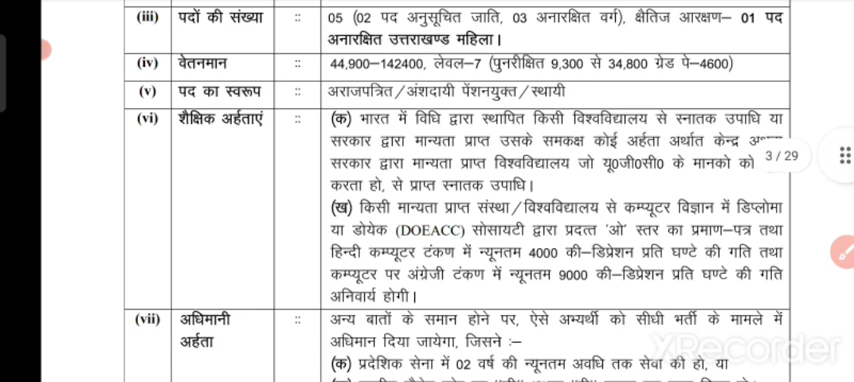 (iii) पदों की संख्या :: 05 (02 पद अनुसूचित जाति, 03 अनारक्षित वर्ग), क्षैतिज आरक्षण– 01 पद
अनारक्षित उत्तराखण्ड महिला।
(iv) वेतनमान :: 44,900-142400, लेवल-7 (पुनरीक्षित 9,300 से 34,800 ग्रेड पे-4600)
(v) पद का स्वरूप :: अराजपत्रित/अंशदायी पेंशनयुक्त/स्थायी
(vi) शैक्षिक अर्हताएं :: (क) भारत में विधि द्वारा स्थापित किसी विश्वविद्यालय से स्नातक उपाधि या
सरकार द्वारा मान्यता प्राप्त उसके समकक्ष कोई अर्हता अर्थात केन्द्र
सरकार द्वारा मान्यता प्राप्त विश्वविद्यालय जो यू0जी0सी0 के मानको को
3 / 29
करता हो, से प्राप्त स्नातक उपाधि।
(ख) किसी मान्यता प्राप्त संस्था/विश्वविद्यालय से कम्प्यूटर विज्ञान में डिप्लोमा
या डोयेक (DOEACC) सोसायटी द्वारा प्रदत्त 'ओ' स्तर का प्रमाण–पत्र तथा
हिन्दी कम्प्यूटर टंकण में न्यूनतम 4000 की–डिप्रेशन प्रति घण्टे की गति तथा
कम्प्यूटर पर अंग्रेजी टंकण में न्यूनतम 9000 की–डिप्रेशन प्रति घण्टे की गति
अनिवार्य होगी।
(vii) अधिमानी :: अन्य बातों के समान होने पर, ऐसे अभ्यर्थी को सीधी भर्ती के मामले में
अर्हता अधिमान दिया जायेगा, जिसने :–
XRecorder
(क) प्रदेशिक सेना में 02 वर्ष की न्यूनतम अवधि तक सेवा की हो, या